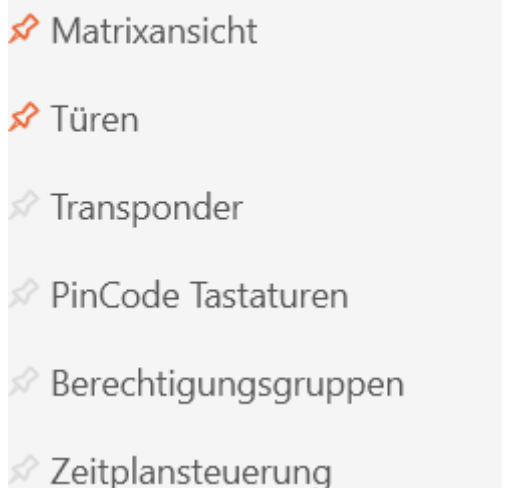 Matrixansicht
Türen
Transponder
PinCode Tastaturen
Berechtigungsgruppen
Zeitplansteuerung